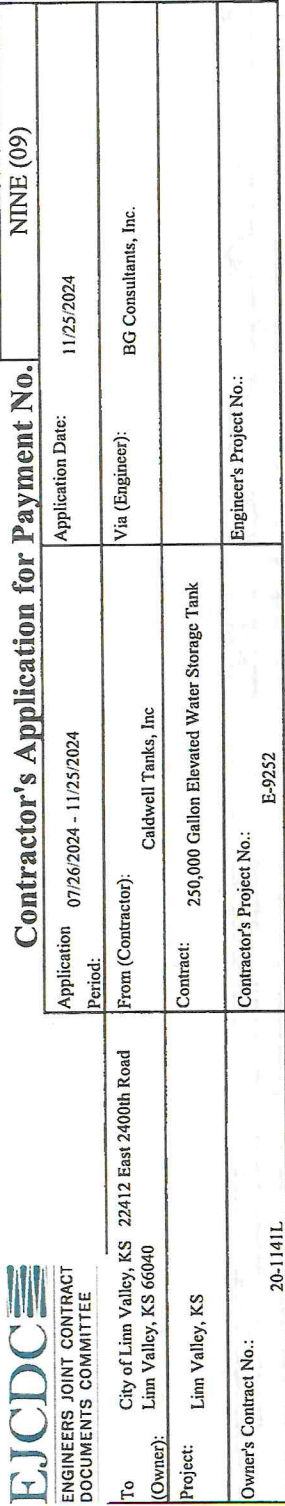 EJCDC
ENGINEERS JOINT CONTRACT
DOCUMENTS COMMITTEE
Contractor's Application for Payment No.
NINE (09)
Application
Period:
07/26/2024 - 11/25/2024
Application Date:
11/25/2024
To
(Owner):
City of Linn Valley, KS 22412 East 2400th Road
Linn Valley, KS 66040
From (Contractor):
Caldwell Tanks, Inc
Via (Engineer):
BG Consultants, Inc.
Project:
Linn Valley, KS
Contract:
250,000 Gallon Elevated Water Storage Tank
Owner's Contract No.:
20-1141L
Contractor's Project No.:
E-9252
Engineer's Project No.: